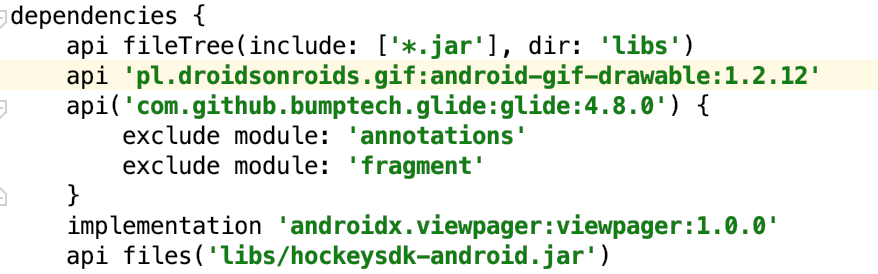 dependencies {
    api fileTree(include: ['*.jar'], dir: 'libs')
    api 'pl.droidsonroids.gif:android-gif-drawable:1.2.12'
    api('com.github.bumptech.glide:glide:4.8.0') {
        exclude module: 'annotations'
        exclude module: 'fragment'
    }
    implementation 'androidx.viewpager:viewpager:1.0.0'
    api files('libs/hockeysdk-android.jar')